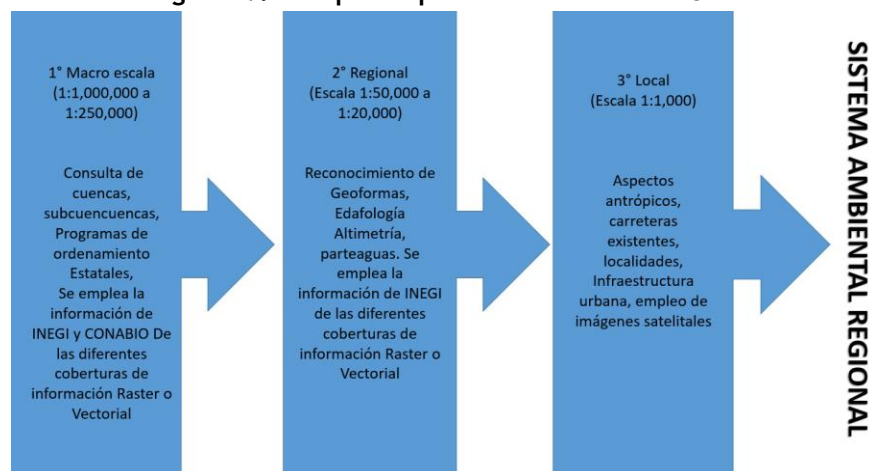 1° Macro escala
(1:1,000,000 a
1:250,000)
Consulta de
cuencas,
subcuencuencas,
Programas de
ordenamiento
Estatales,
Se emplea la
información de
INEGI y CONABIO De
las diferentes
coberturas de
información Raster o
Vectorial
2° Regional
(Escala 1:50,000 a
1:20,000)
Reconocimiento de
Geoformas,
Edafología
Altimetría,
parteaguas. Se
emplea la
información de INEGI
de las diferentes
coberturas de
información Raster o
Vectorial
3° Local
(Escala 1:1,000)
Aspectos
antrópicos,
carreteras
existentes,
localidades,
Infraestructura
urbana, empleo de
imágenes satelitales
SISTEMA AMBIENTAL REGIONAL